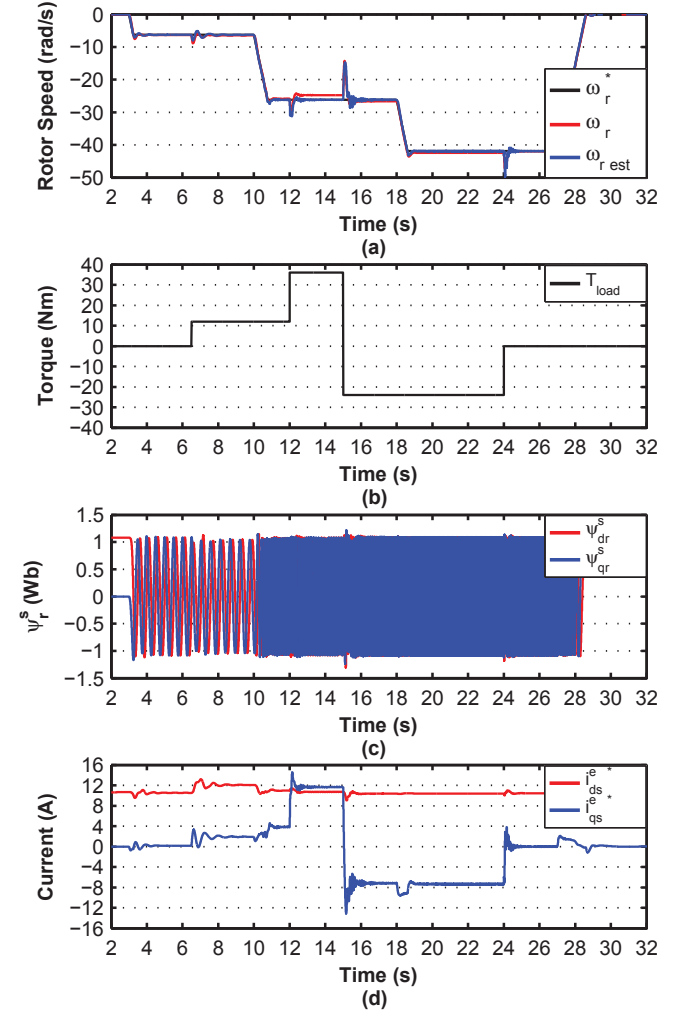 Rotor Speed (rad/s)
0
−10
−20
−30
−40
−50
ω_r^*
ω_r
ω_r est
2 4 6 8 10 12 14 16 18 20 22 24 26 28 30 32
Time (s)
(a)
Torque (Nm)
40
30
20
10
0
−10
−20
−30
−40
T_load
2 4 6 8 10 12 14 16 18 20 22 24 26 28 30 32
Time (s)
(b)
ψ_r^s (Wb)
1.5
1
0.5
0
−0.5
−1
−1.5
ψ_dr^s
ψ_qr^s
2 4 6 8 10 12 14 16 18 20 22 24 26 28 30 32
Time (s)
(c)
Current (A)
16
12
8
4
0
−4
−8
−12
−16
i_ds^e *
i_qs^e *
2 4 6 8 10 12 14 16 18 20 22 24 26 28 30 32
Time (s)
(d)